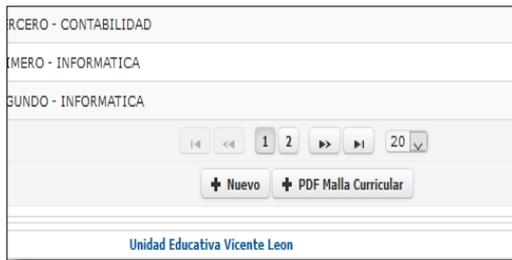 RCERO - CONTABILIDAD
IMERO - INFORMATICA
GUNDO - INFORMATICA
1 2 20
Nuevo PDF Malla Curricular
Unidad Educativa Vicente Leon